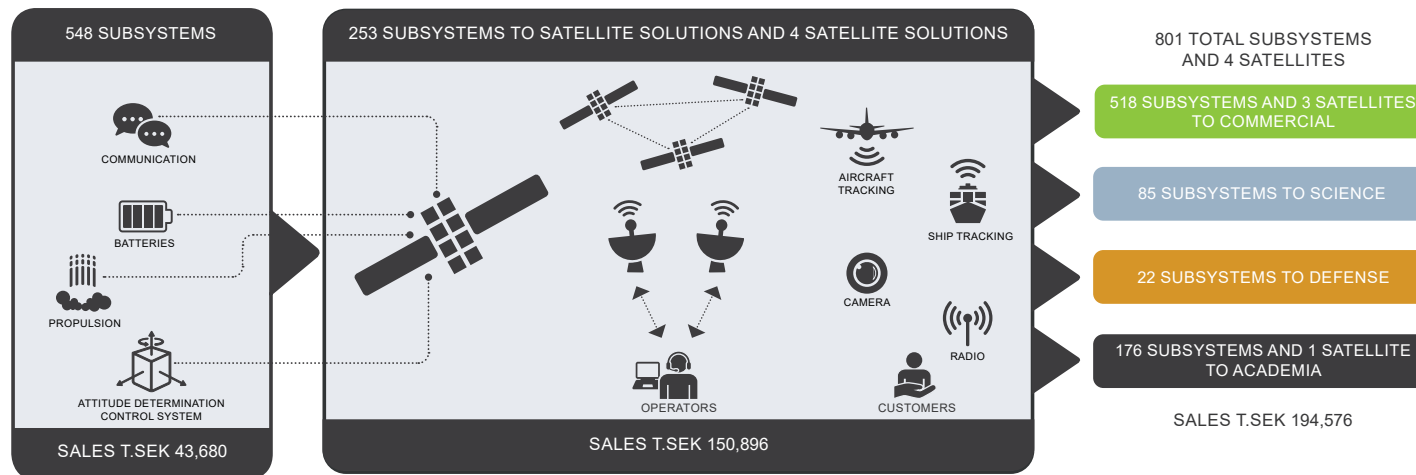 548 SUBSYSTEMS
COMMUNICATION
BATTERIES
PROPULSION
ATTITUDE DETERMINATION
CONTROL SYSTEM
SALES T.SEK 43,680
253 SUBSYSTEMS TO SATELLITE SOLUTIONS AND 4 SATELLITE SOLUTIONS
AIRCRAFT
TRACKING
SHIP TRACKING
CAMERA
RADIO
OPERATORS
CUSTOMERS
SALES T.SEK 150,896
801 TOTAL SUBSYSTEMS
AND 4 SATELLITES
518 SUBSYSTEMS AND 3 SATELLITES
TO COMMERCIAL
85 SUBSYSTEMS TO SCIENCE
22 SUBSYSTEMS TO DEFENSE
176 SUBSYSTEMS AND 1 SATELLITE
TO ACADEMIA
SALES T.SEK 194,576